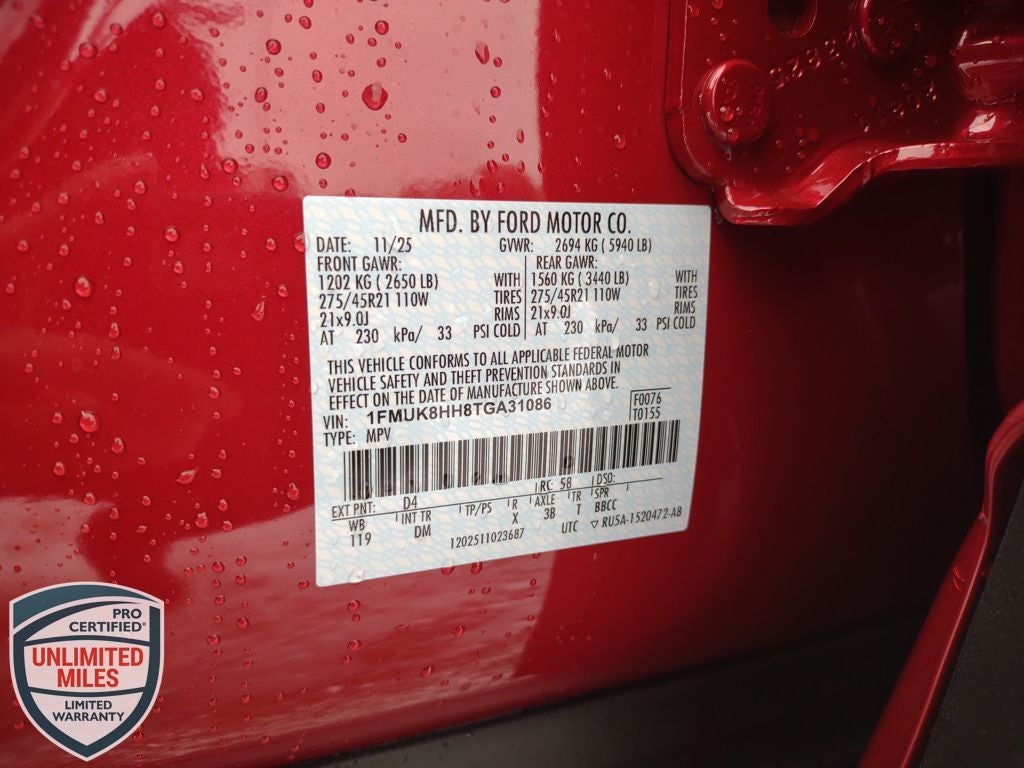 MFD. BY FORD MOTOR CO.
DATE: 11/25 GVWR: 2694 KG ( 5940 LB)
FRONT GAWR: REAR GAWR:
1202 KG ( 2650 LB) WITH 1560 KG ( 3440 LB) WITH
275/45R21 110W TIRES 275/45R21 110W TIRES
21x9.0J RIMS 21x9.0J RIMS
AT 230 kPa/ 33 PSI COLD AT 230 kPa/ 33 PSI COLD
THIS VEHICLE CONFORMS TO ALL APPLICABLE FEDERAL MOTOR
VEHICLE SAFETY AND THEFT PREVENTION STANDARDS IN
EFFECT ON THE DATE OF MANUFACTURE SHOWN ABOVE.
VIN: 1FMUK8HH8TGA31086 F0076
TYPE: MPV T0155
EXT PNT: D4 RC: 58 DSO:
WB INT TR TP/PS R AXLE TR SPR
119 DM X 3B T BBCC
1202511023687 UTC ▽ RU5A-1520472-AB
PRO
CERTIFIED®
UNLIMITED
MILES
LIMITED
WARRANTY